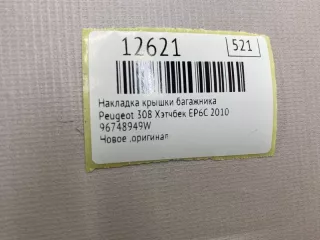 12621 521
Накладка крышки багажника
Peugeot 308 Хэтчбек EP6C 2010
96748949W
Новое ,оригинал